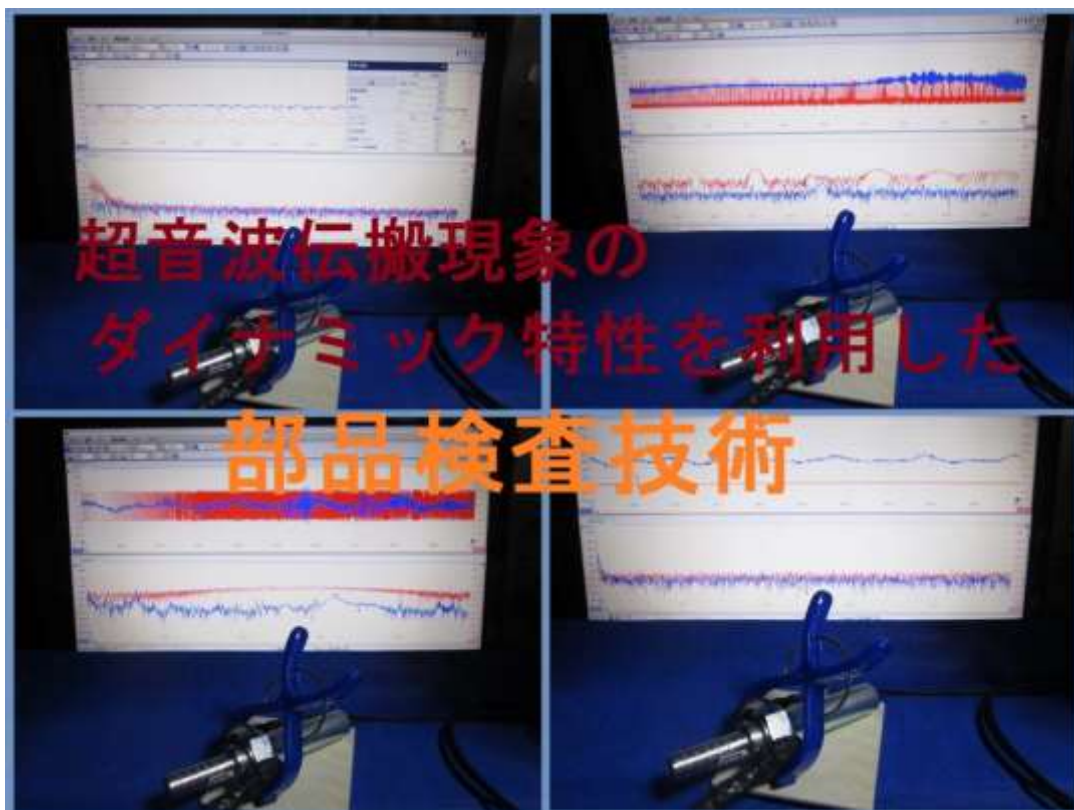 超音波伝搬現象の
ダイナミック特性を利用した
部品検査技術